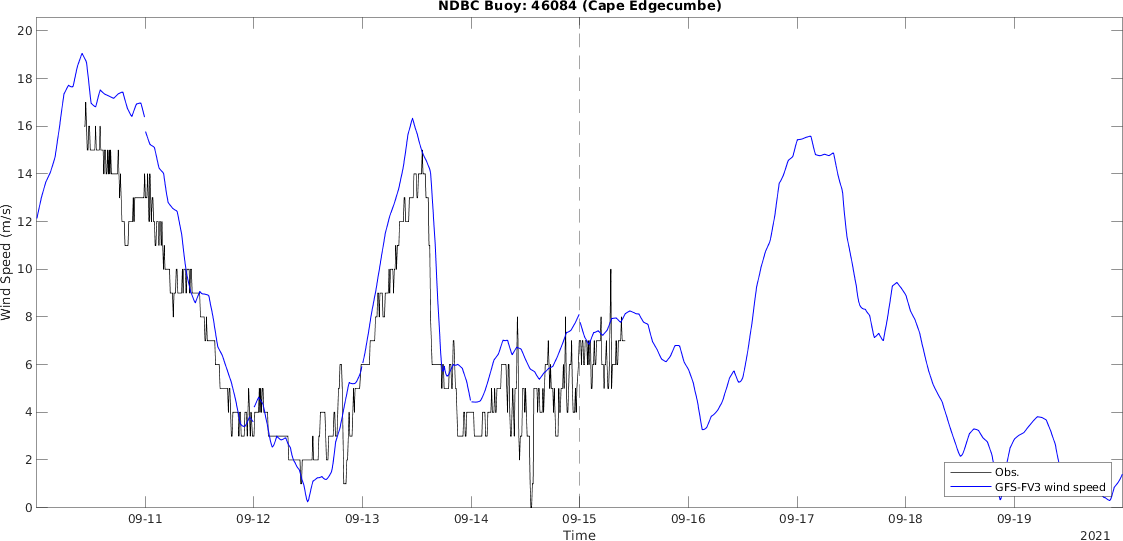 NDBC Buoy: 46084 (Cape Edgecumbe)
20
18
16
14
12
10
8
6
4
2
0
Wind Speed (m/s)
09-11 09-12 09-13 09-14 09-15 09-16 09-17 09-18 09-19
Time
2021
Obs.
GFS-FV3 wind speed